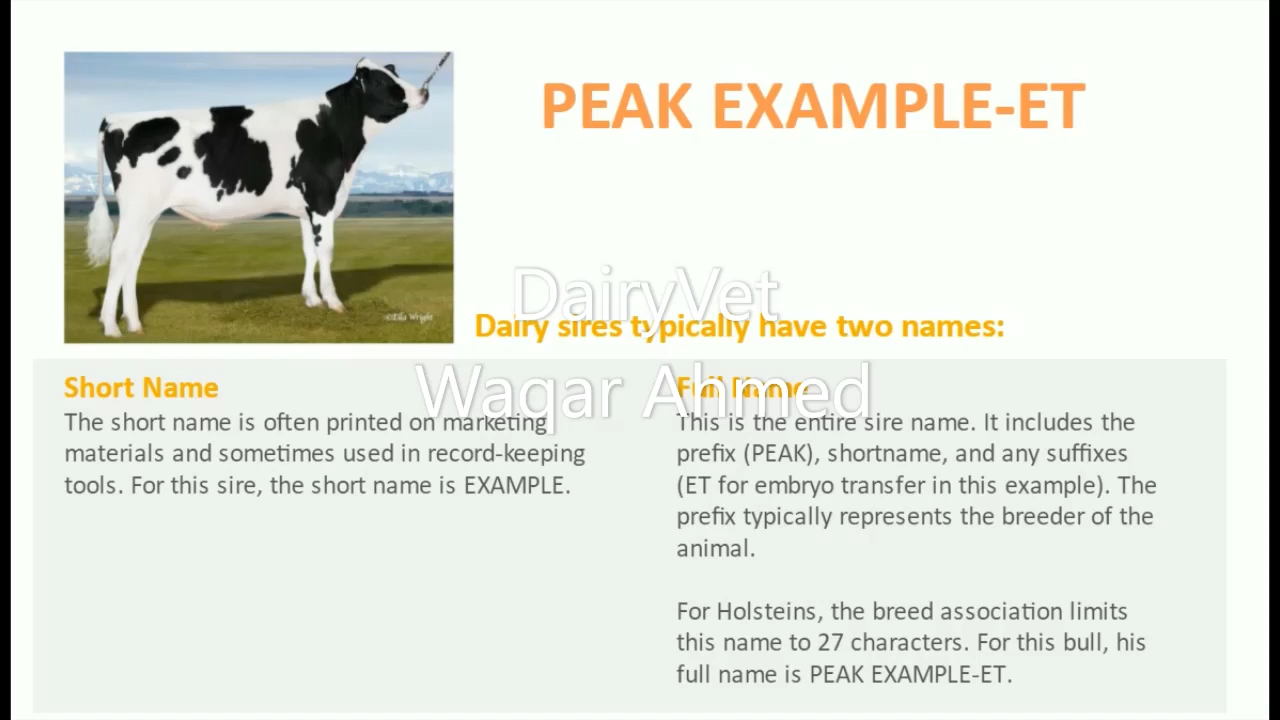 PEAK EXAMPLE-ET
©Ella Wright
DairyVet
Dairy sires typically have two names:
Waqar Ahmed
Short Name
The short name is often printed on marketing
materials and sometimes used in record-keeping
tools. For this sire, the short name is EXAMPLE.
Full Name
This is the entire sire name. It includes the
prefix (PEAK), shortname, and any suffixes
(ET for embryo transfer in this example). The
prefix typically represents the breeder of the
animal.
For Holsteins, the breed association limits
this name to 27 characters. For this bull, his
full name is PEAK EXAMPLE-ET.